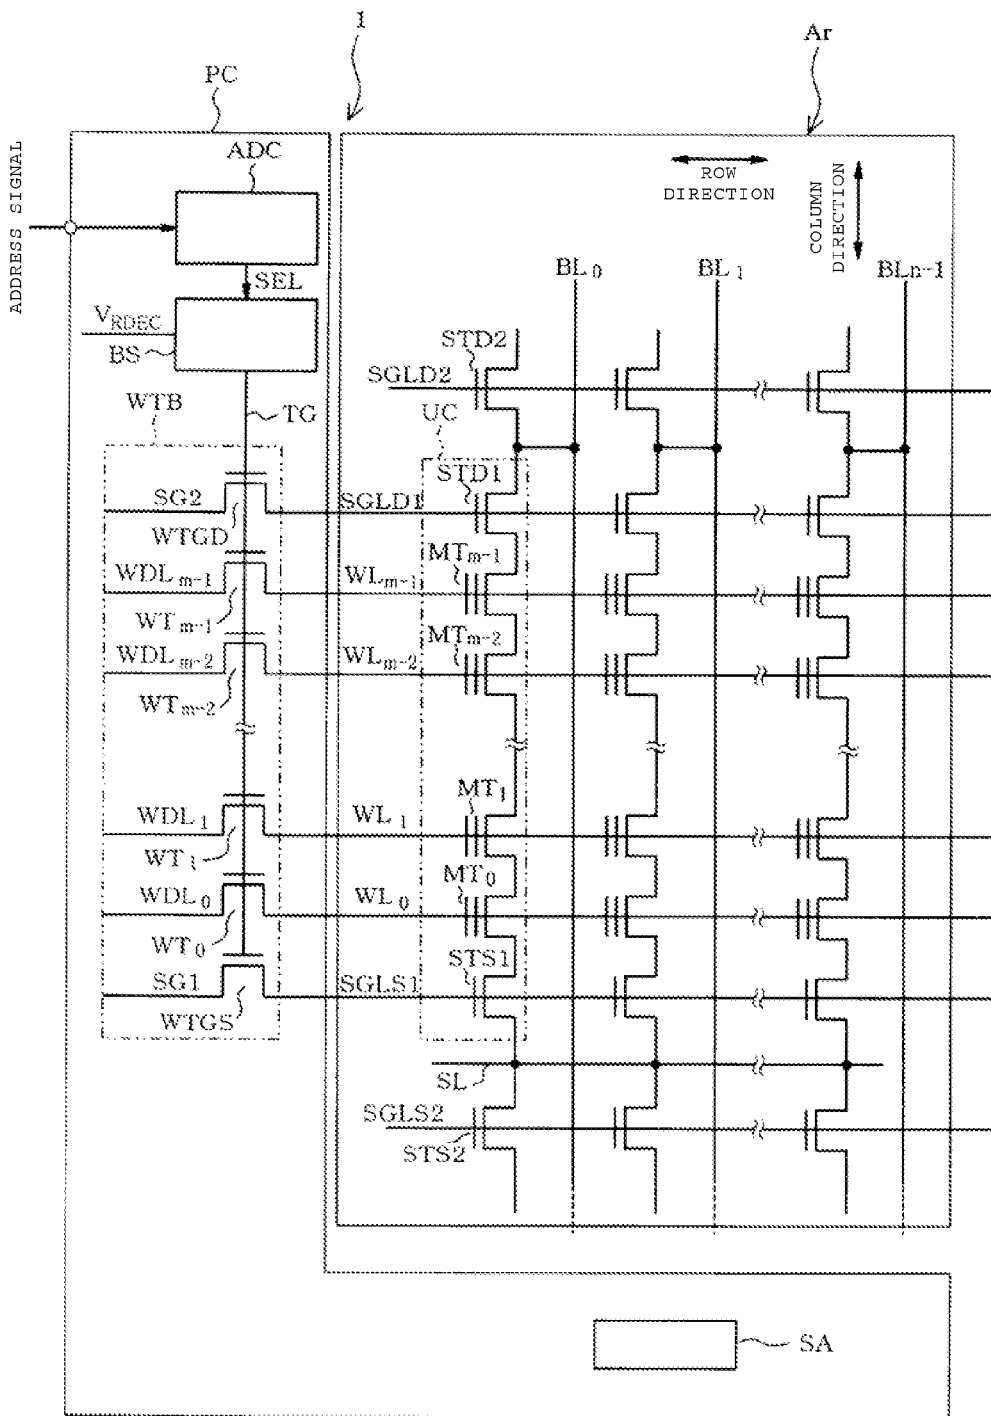 1
Ar
PC
ADC
ADDRESS SIGNAL
ROW
DIRECTION
COLUMN
DIRECTION
SEL
BL0
BL1
BLn-1
VRDEC
BS
STD2
SGLD2
WTB
TG
UC
STD1
SG2
SGLD1
WTGD
MTm-1
WDLm-1
WLm-1
WTm-1
MTm-2
WDLm-2
WLm-2
WTm-2
MT1
WDL1
WL1
WT1
MT0
WDL0
WL0
WT0
STS1
SG1
SGLS1
WTGS
SL
SGLS2
STS2
SA